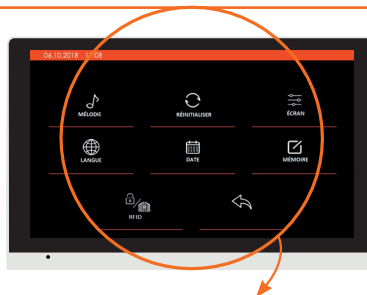 06.10.2018 11:08
MÉLODIE RÉINITIALISER ÉCRAN
LANGUE DATE MÉMOIRE
RFID